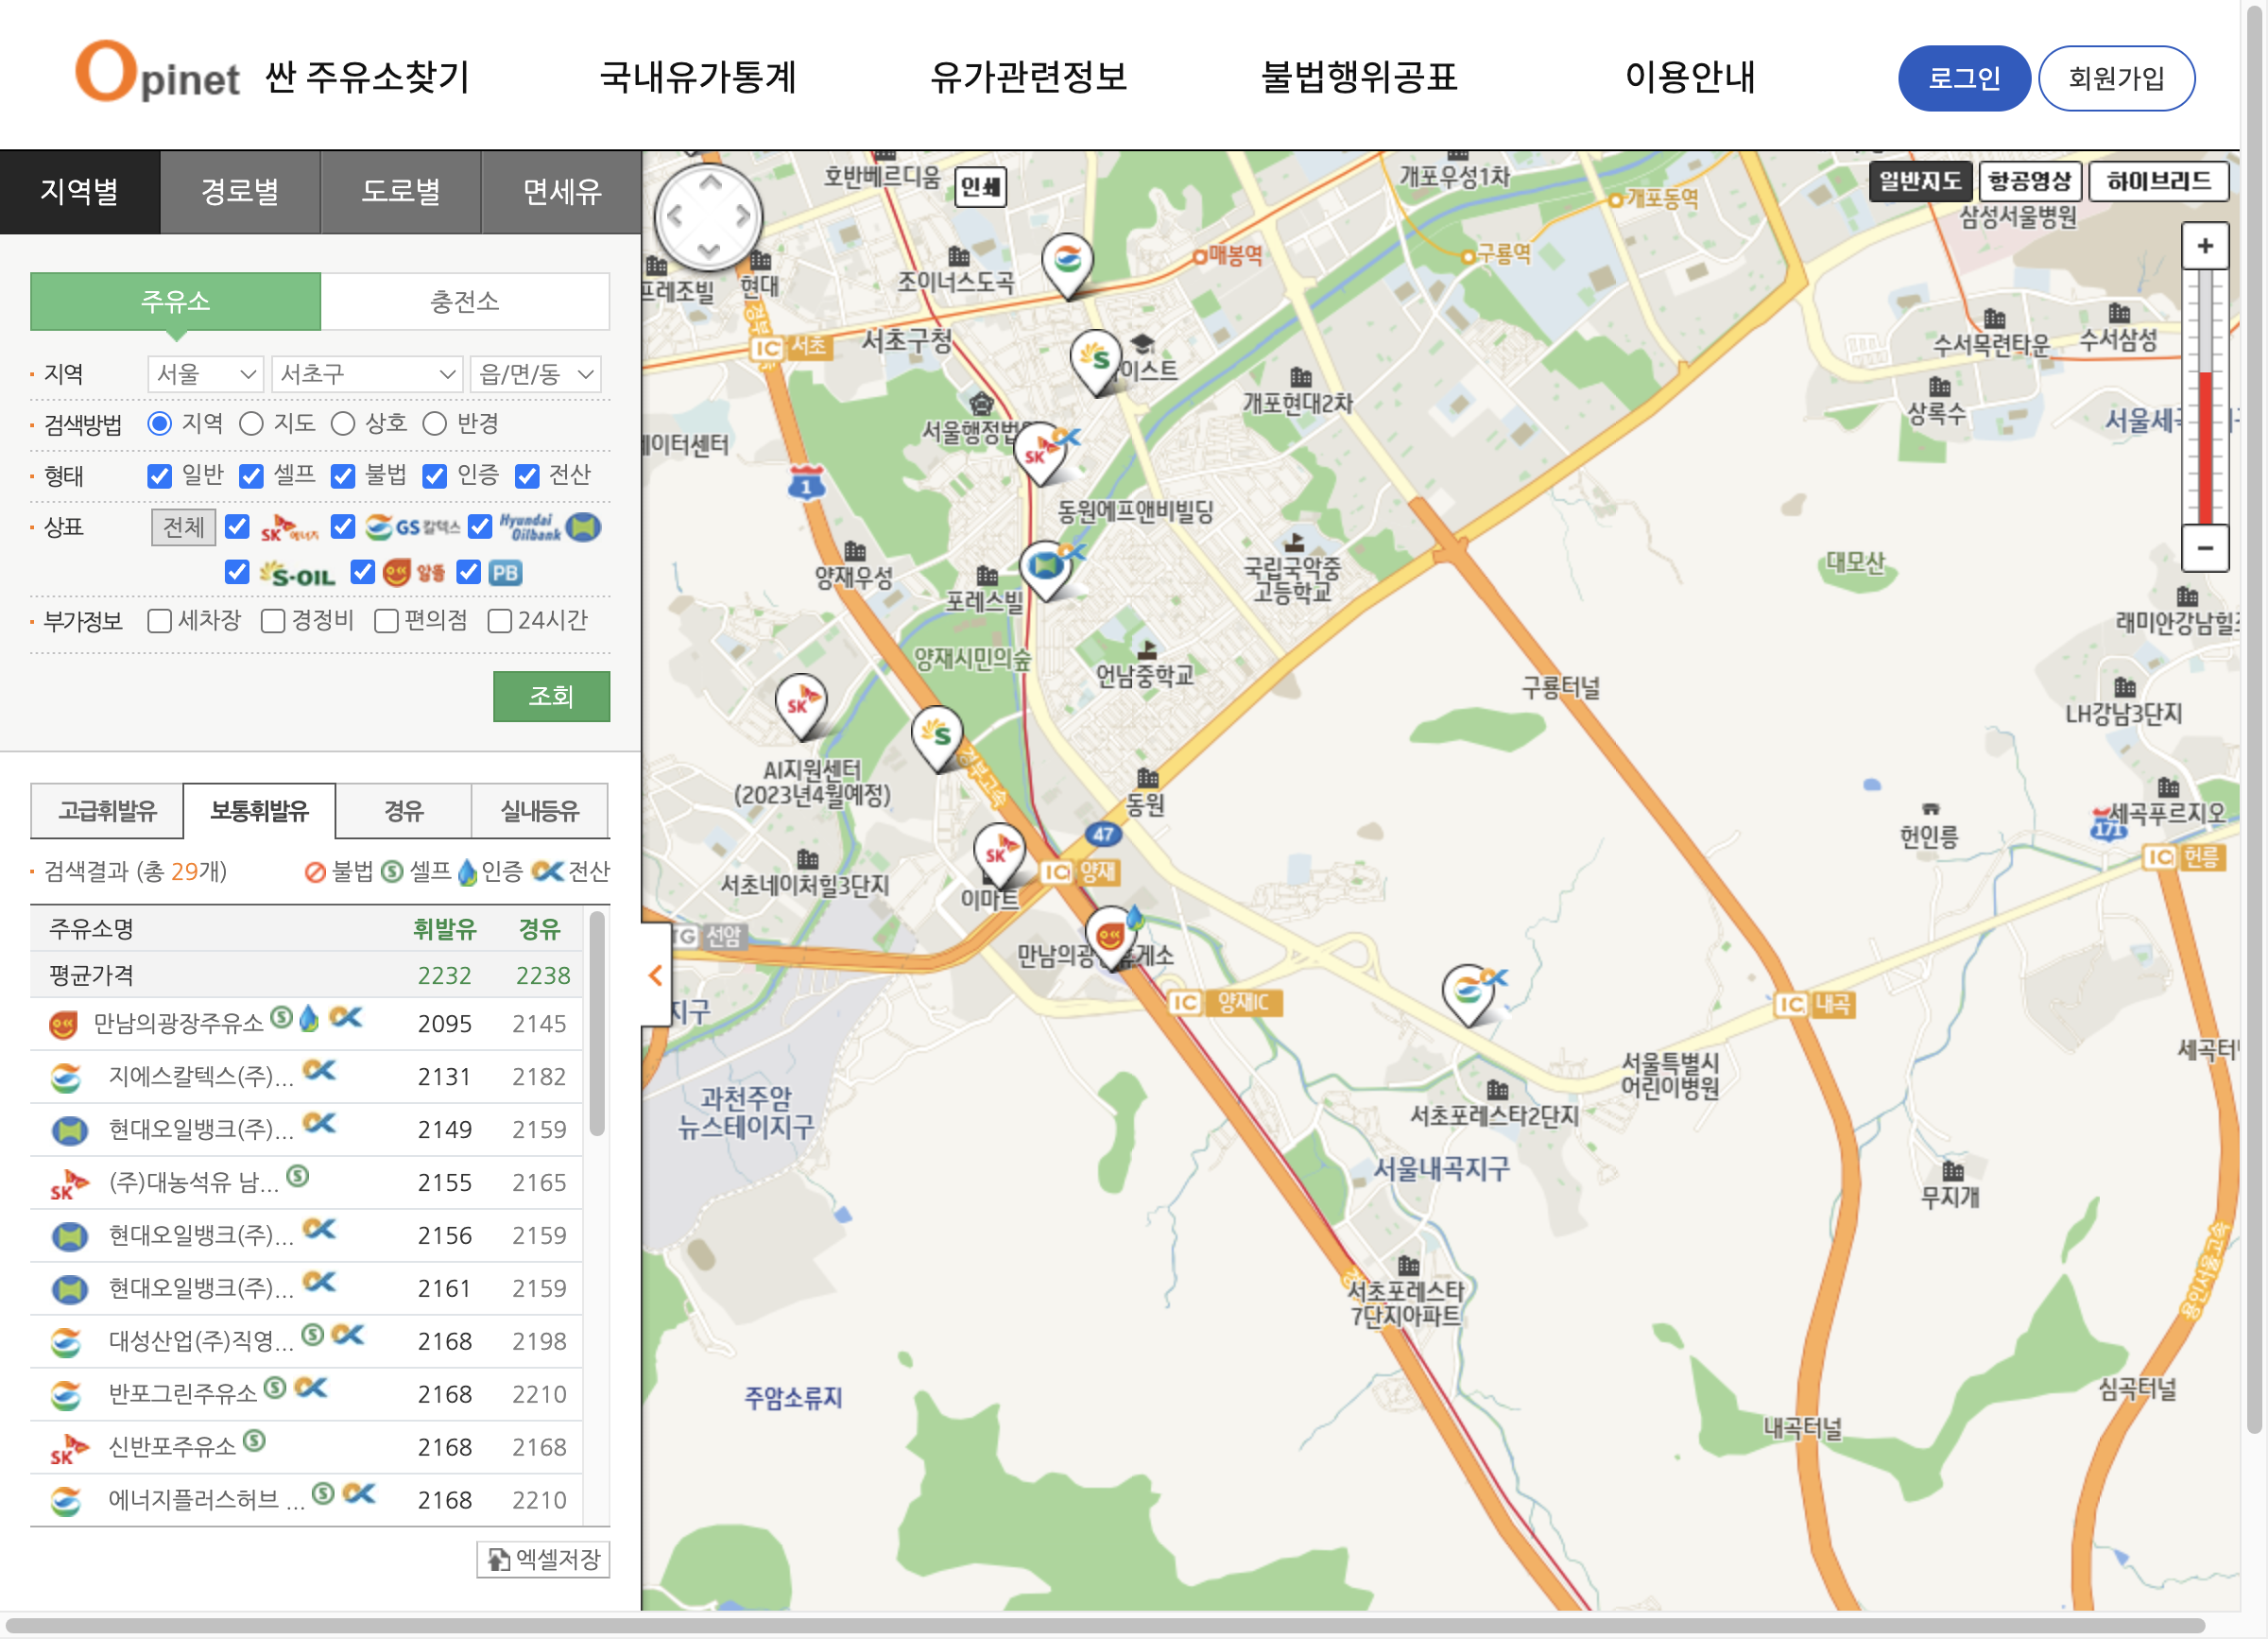 Opinet 싼 주유소찾기 국내유가통계 유가관련정보 불법행위공표 이용안내 로그인 회원가입
지역별 경로별 도로별 면세유
주유소 충전소
지역 서울 서초구 읍/면/동
검색방법 지역 지도 상호 반경
형태 일반 셀프 불법 인증 전산
상표 전체 SK에너지 GS칼텍스 Hyundai Oilbank
S-OIL 알뜰 PB
부가정보 세차장 경정비 편의점 24시간
조회
고급휘발유 보통휘발유 경유 실내등유
검색결과 (총 29개) 불법 셀프 인증 전산
주유소명 휘발유 경유
평균가격 2232 2238
만남의광장주유소 2095 2145
지에스칼텍스(주)... 2131 2182
현대오일뱅크(주)... 2149 2159
SK (주)대농석유 남... 2155 2165
현대오일뱅크(주)... 2156 2159
현대오일뱅크(주)... 2161 2159
대성산업(주)직영... 2168 2198
반포그린주유소 2168 2210
SK 신반포주유소 2168 2168
에너지플러스허브 ... 2168 2210
엑셀저장
인쇄
일반지도 항공영상 하이브리드
호반베르디움
개포우성1차
개포동역
삼성서울병원
매봉역
구룡역
조이너스도곡
현대
프레조빌
서초구청
IC 서초
수서목련타운
수서삼성
개포현대2차
상록수
서울행정법
데이터센터
SK
1
동원에프앤비빌딩
국립국악중
고등학교
대모산
양재우성
포레스빌
래미안강남힐즈
양재시민의숲
언남중학교
구룡터널
LH강남3단지
SK
AI지원센터
(2023년4월예정)
경부고속
동원
47
헌인릉
세곡푸르지오
171
IC 헌릉
SK
IC 양재
서초네이처힐3단지
이마트
선암
IC 양재IC
IC 내곡
세곡터
서울특별시
어린이병원
과천주암
뉴스테이지구
서초포레스타2단지
서울내곡지구
무지개
서초포레스타
7단지아파트
용인서울고속
주암소류지
심곡터널
내곡터널